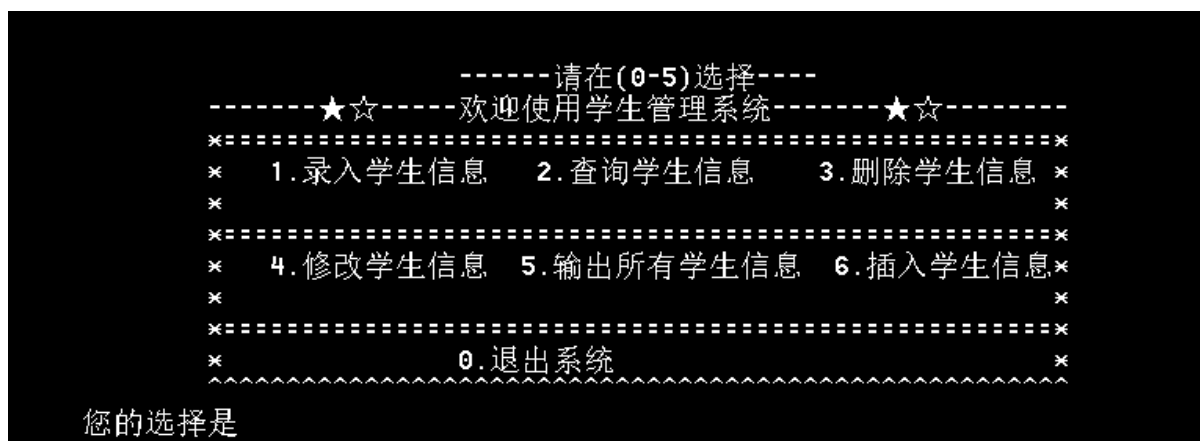 ------请在(0-5)选择----
-------★☆-----欢迎使用学生管理系统-------★☆--------
*=====================================================*
* 1.录入学生信息 2.查询学生信息 3.删除学生信息 *
* *
*=====================================================*
* 4.修改学生信息 5.输出所有学生信息 6.插入学生信息*
* *
*=====================================================*
* 0.退出系统 *
^^^^^^^^^^^^^^^^^^^^^^^^^^^^^^^^^^^^^^^^^^^^^^^^^^^^^^^
您的选择是